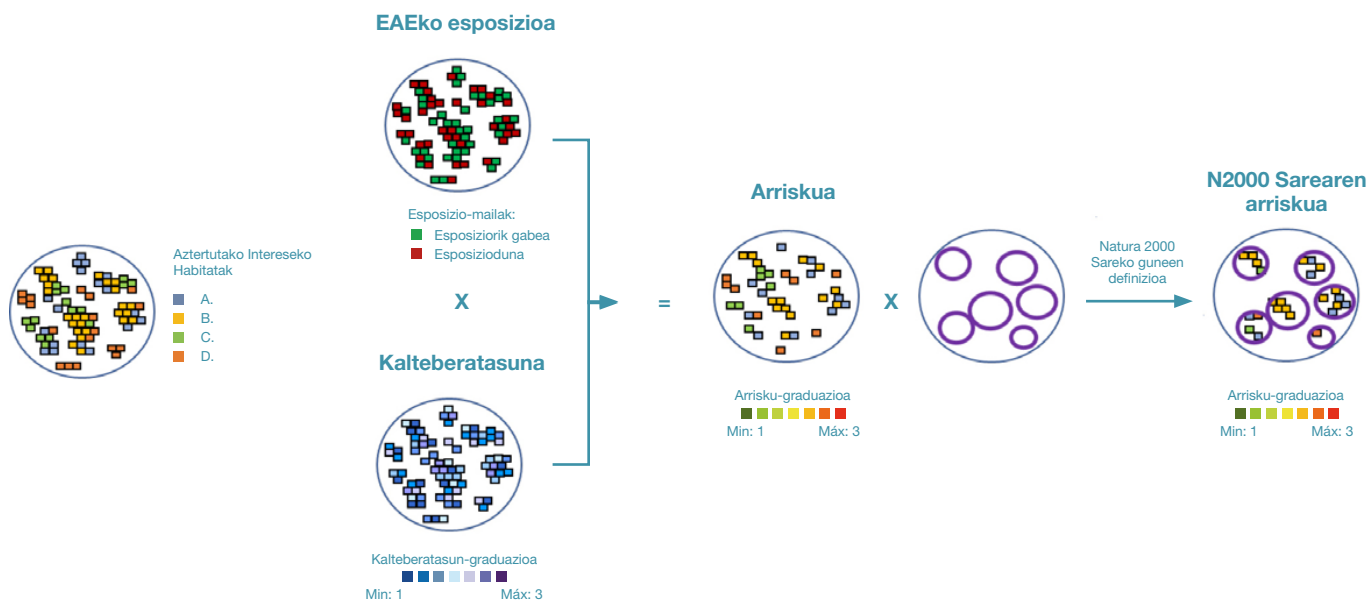 EAEko esposizioa
Esposizio-mailak:
Esposiziorik gabea
Esposizioduna
Aztertutako Intereseko
Habitatak
A.
B.
C.
D.
X
Kalteberatasuna
Kalteberatasun-graduazioa
Min: 1 Máx: 3
=
Arriskua
Arrisku-graduazioa
Min: 1 Máx: 3
X
Natura 2000
Sareko guneen
definizioa
N2000 Sarearen
arriskua
Arrisku-graduazioa
Min: 1 Máx: 3